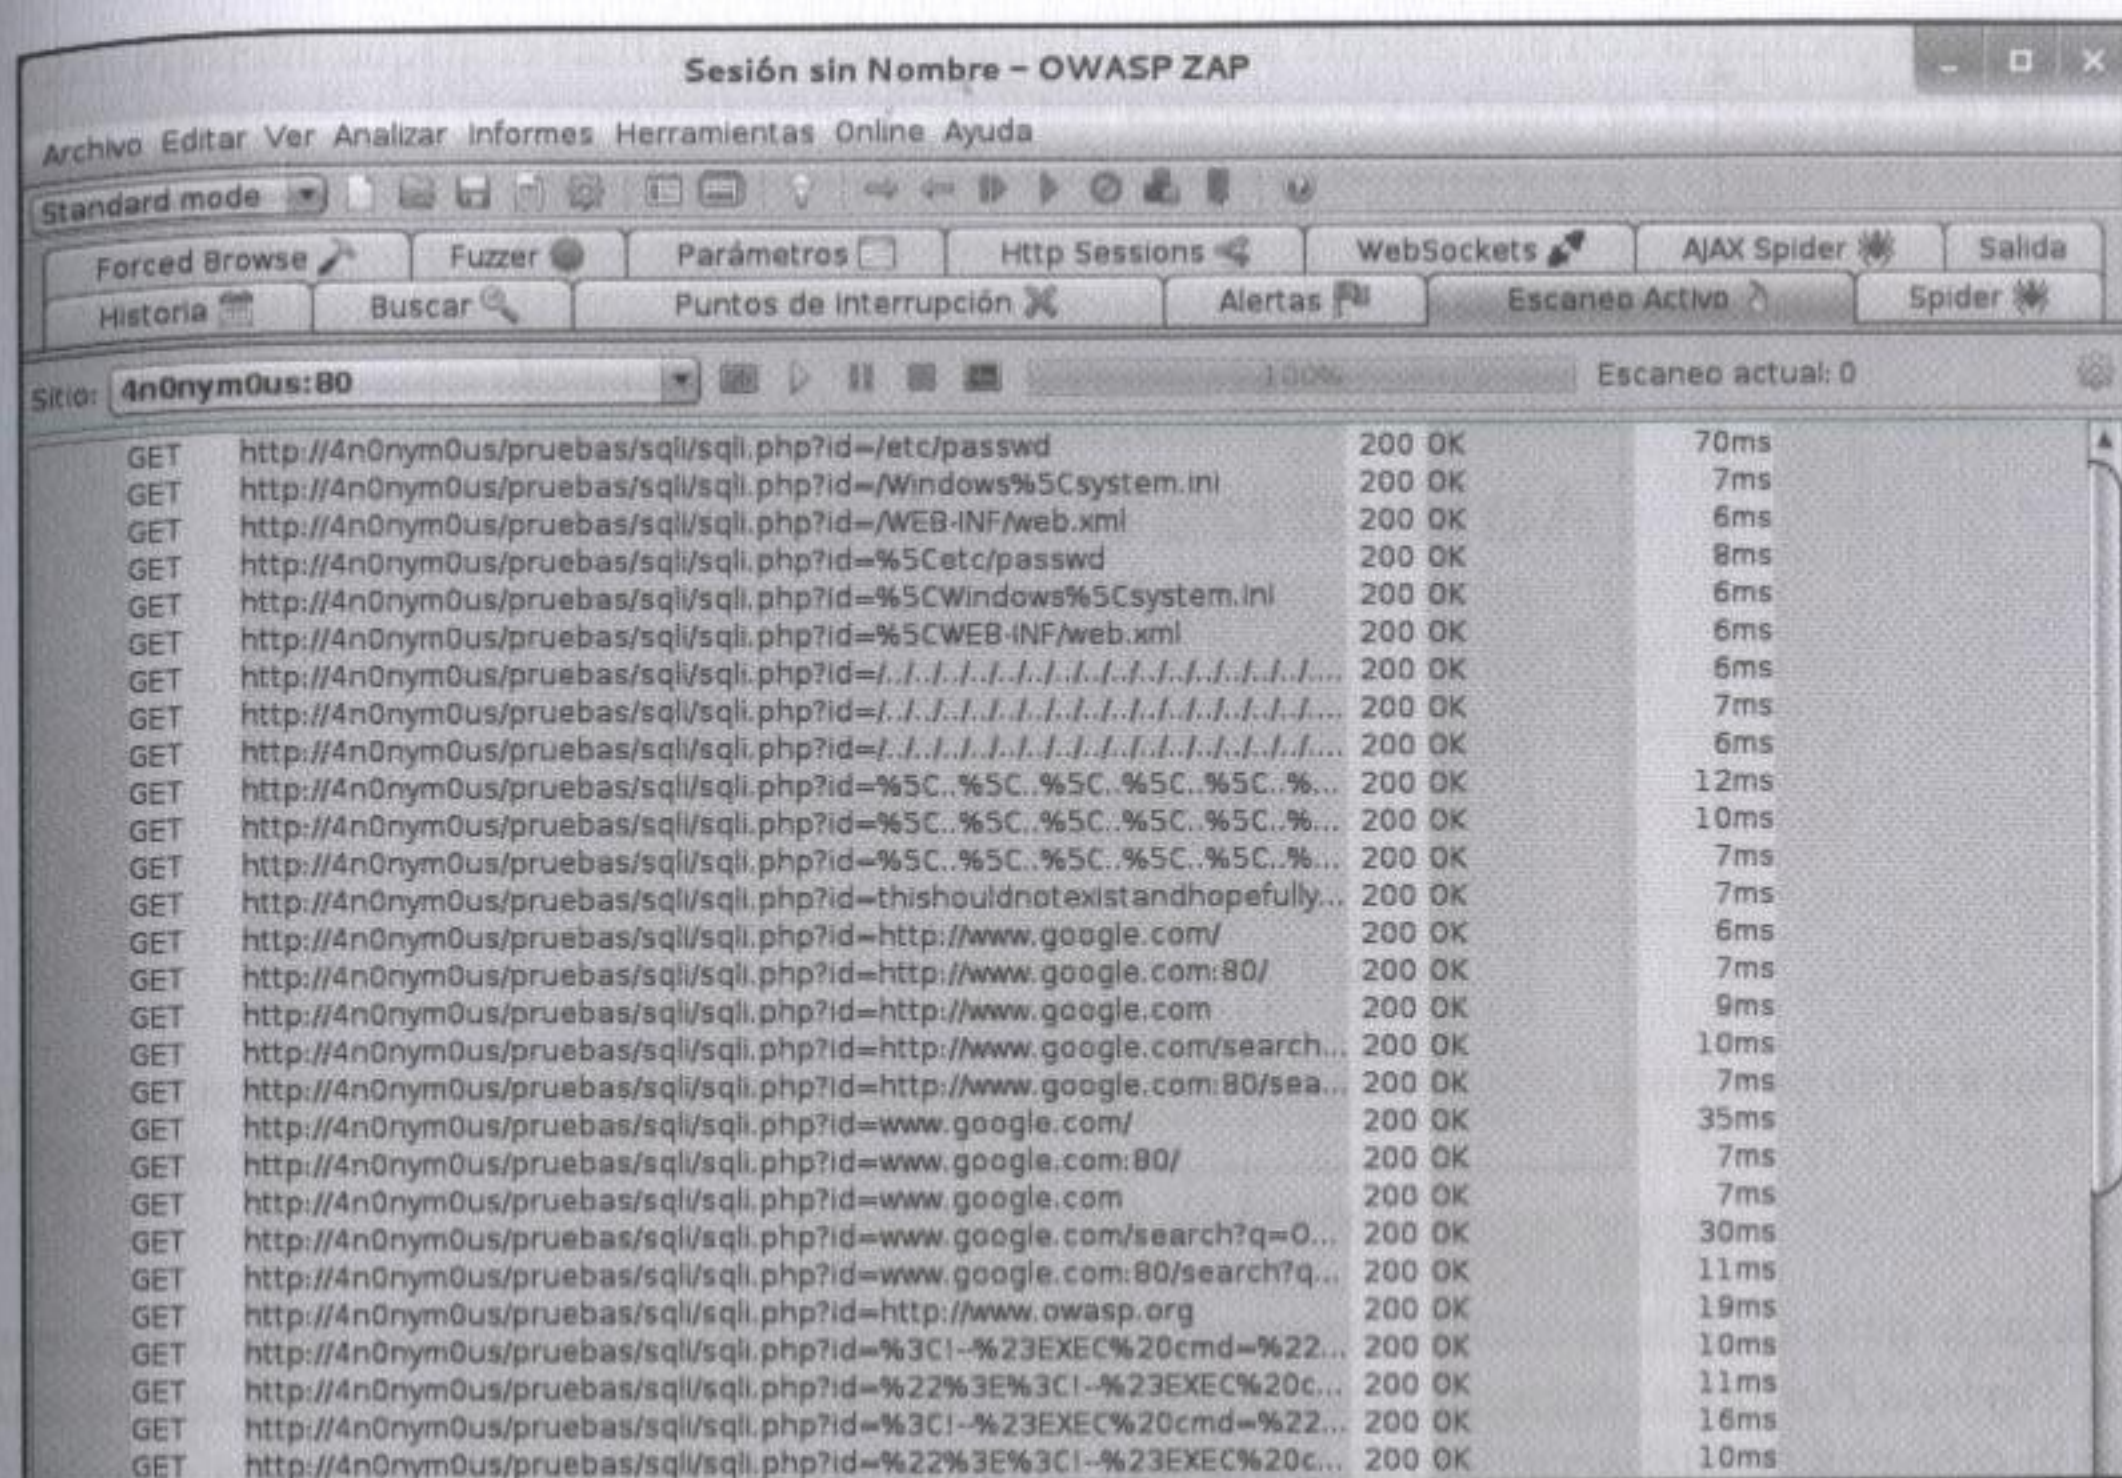 Sesión sin Nombre – OWASP ZAP
Archivo Editar Ver Analizar Informes Herramientas Online Ayuda
Standard mode
Forced Browse Fuzzer Parámetros Http Sessions WebSockets AJAX Spider Salida
Historia Buscar Puntos de interrupción Alertas Escaneo Activo Spider
Sitio: 4n0nym0us:80 100% Escaneo actual: 0
GET http://4n0nym0us/pruebas/sqli/sqli.php?id=/etc/passwd 200 OK 70ms
GET http://4n0nym0us/pruebas/sqli/sqli.php?id=/Windows%5Csystem.ini 200 OK 7ms
GET http://4n0nym0us/pruebas/sqli/sqli.php?id=/WEB-INF/web.xml 200 OK 6ms
GET http://4n0nym0us/pruebas/sqli/sqli.php?id=%5Cetc/passwd 200 OK 8ms
GET http://4n0nym0us/pruebas/sqli/sqli.php?id=%5CWindows%5Csystem.ini 200 OK 6ms
GET http://4n0nym0us/pruebas/sqli/sqli.php?id=%5CWEB-INF/web.xml 200 OK 6ms
GET http://4n0nym0us/pruebas/sqli/sqli.php?id=/../../../../../../../../../../../../../../.... 200 OK 6ms
GET http://4n0nym0us/pruebas/sqli/sqli.php?id=/../../../../../../../../../../../../../../.... 200 OK 7ms
GET http://4n0nym0us/pruebas/sqli/sqli.php?id=/../../../../../../../../../../../../../../.... 200 OK 6ms
GET http://4n0nym0us/pruebas/sqli/sqli.php?id=%5C..%5C..%5C..%5C..%5C..%... 200 OK 12ms
GET http://4n0nym0us/pruebas/sqli/sqli.php?id=%5C..%5C..%5C..%5C..%5C..%... 200 OK 10ms
GET http://4n0nym0us/pruebas/sqli/sqli.php?id=%5C..%5C..%5C..%5C..%5C..%... 200 OK 7ms
GET http://4n0nym0us/pruebas/sqli/sqli.php?id=thishouldnotexistandhopefully... 200 OK 7ms
GET http://4n0nym0us/pruebas/sqli/sqli.php?id=http://www.google.com/ 200 OK 6ms
GET http://4n0nym0us/pruebas/sqli/sqli.php?id=http://www.google.com:80/ 200 OK 7ms
GET http://4n0nym0us/pruebas/sqli/sqli.php?id=http://www.google.com 200 OK 9ms
GET http://4n0nym0us/pruebas/sqli/sqli.php?id=http://www.google.com/search... 200 OK 10ms
GET http://4n0nym0us/pruebas/sqli/sqli.php?id=http://www.google.com:80/sea... 200 OK 7ms
GET http://4n0nym0us/pruebas/sqli/sqli.php?id=www.google.com/ 200 OK 35ms
GET http://4n0nym0us/pruebas/sqli/sqli.php?id=www.google.com:80/ 200 OK 7ms
GET http://4n0nym0us/pruebas/sqli/sqli.php?id=www.google.com 200 OK 7ms
GET http://4n0nym0us/pruebas/sqli/sqli.php?id=www.google.com/search?q=O... 200 OK 30ms
GET http://4n0nym0us/pruebas/sqli/sqli.php?id=www.google.com:80/search?q... 200 OK 11ms
GET http://4n0nym0us/pruebas/sqli/sqli.php?id=http://www.owasp.org 200 OK 19ms
GET http://4n0nym0us/pruebas/sqli/sqli.php?id=%3C!--%23EXEC%20cmd=%22... 200 OK 10ms
GET http://4n0nym0us/pruebas/sqli/sqli.php?id=%22%3E%3C!--%23EXEC%20c... 200 OK 11ms
GET http://4n0nym0us/pruebas/sqli/sqli.php?id=%3C!--%23EXEC%20cmd=%22... 200 OK 16ms
GET http://4n0nym0us/pruebas/sqli/sqli.php?id=%22%3E%3C!--%23EXEC%20c... 200 OK 10ms